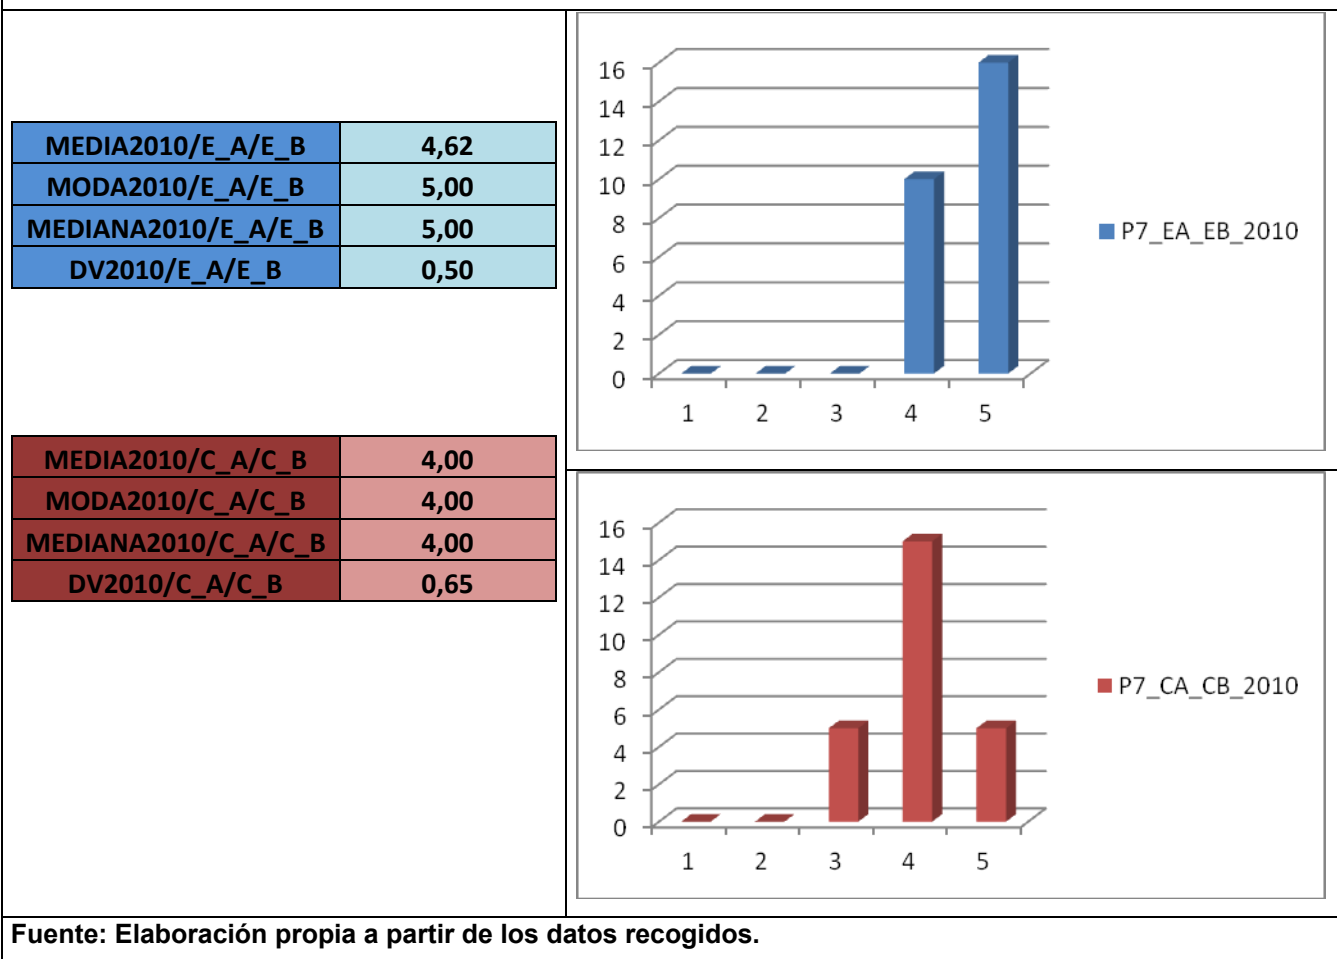 MEDIA2010/E_A/E_B 4,62
MODA2010/E_A/E_B 5,00
MEDIANA2010/E_A/E_B 5,00
DV2010/E_A/E_B 0,50
16
14
12
10
8
6
4
2
0
1 2 3 4 5
P7_EA_EB_2010
MEDIA2010/C_A/C_B 4,00
MODA2010/C_A/C_B 4,00
MEDIANA2010/C_A/C_B 4,00
DV2010/C_A/C_B 0,65
16
14
12
10
8
6
4
2
0
1 2 3 4 5
P7_CA_CB_2010
Fuente: Elaboración propia a partir de los datos recogidos.